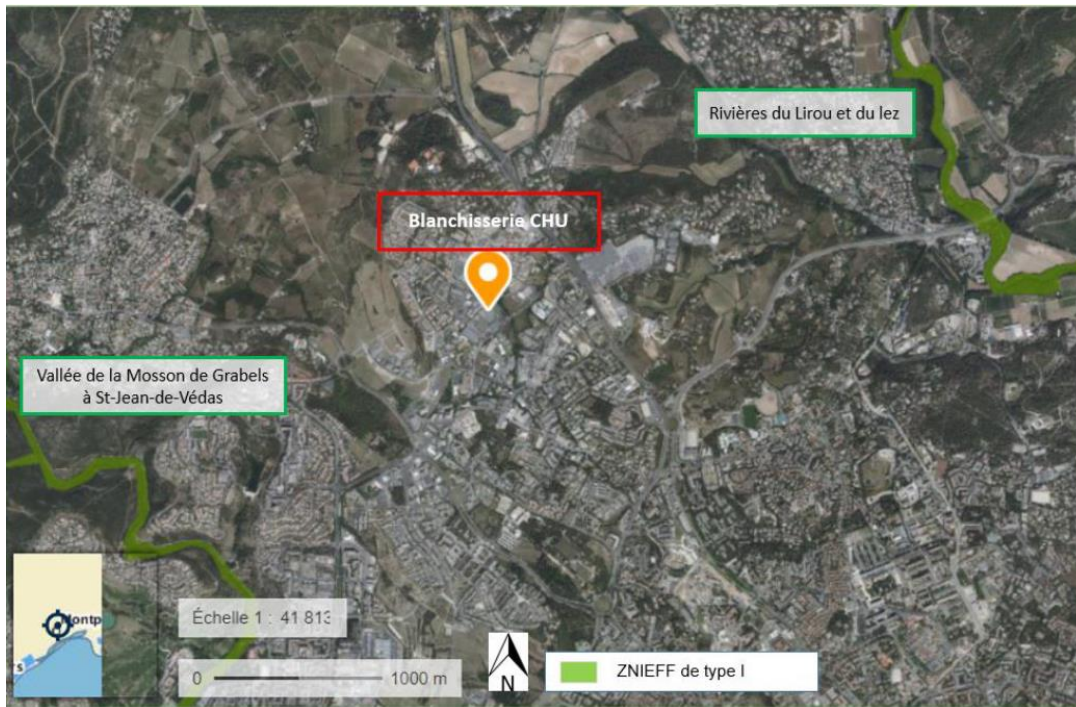 Rivières du Lirou et du lez
Blanchisserie CHU
Vallée de la Mosson de Grabels
à St-Jean-de-Védas
Montp
Échelle 1 : 41 813
0 1000 m
N
ZNIEFF de type I